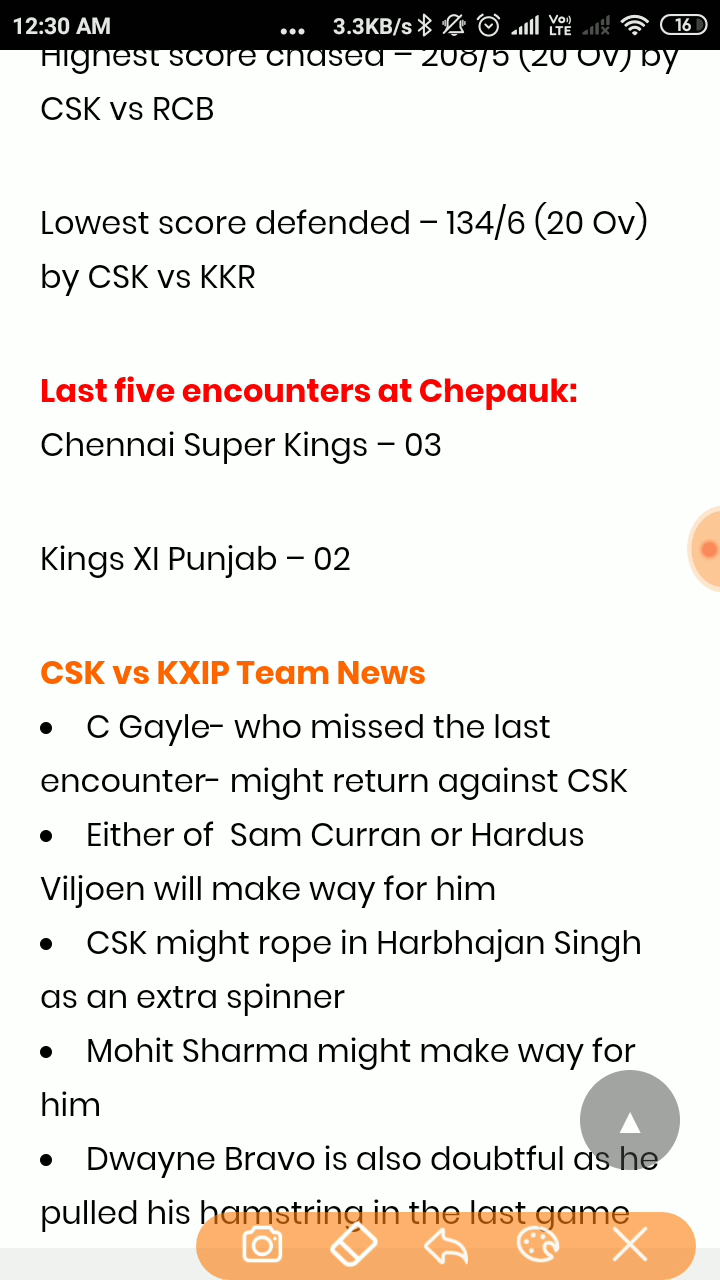 12:30 AM ... 3.3KB/s Vo) LTE 16
Highest score chased – 208/5 (20 Ov) by
CSK vs RCB
Lowest score defended – 134/6 (20 Ov)
by CSK vs KKR
Last five encounters at Chepauk:
Chennai Super Kings – 03
Kings XI Punjab – 02
CSK vs KXIP Team News
• C Gayle- who missed the last
encounter- might return against CSK
• Either of Sam Curran or Hardus
Viljoen will make way for him
• CSK might rope in Harbhajan Singh
as an extra spinner
• Mohit Sharma might make way for
him
• Dwayne Bravo is also doubtful as he
pulled his hamstring in the last game